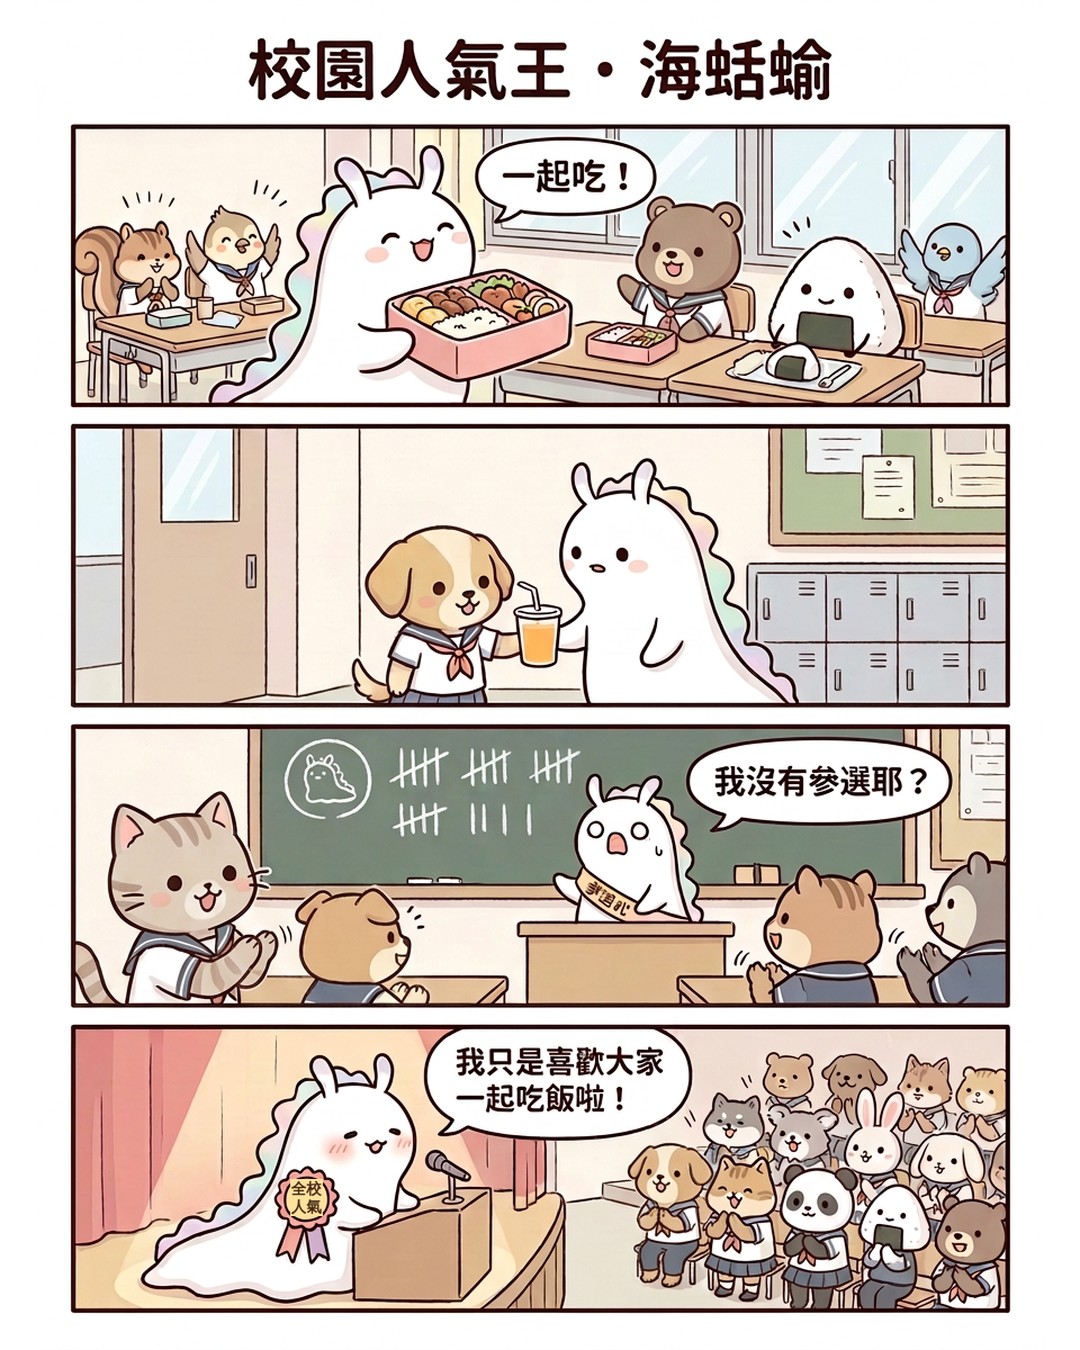 校園人氣王・海蛞蝓
一起吃！
我沒有參選耶？
我只是喜歡大家
一起吃飯啦！
全校
人氣